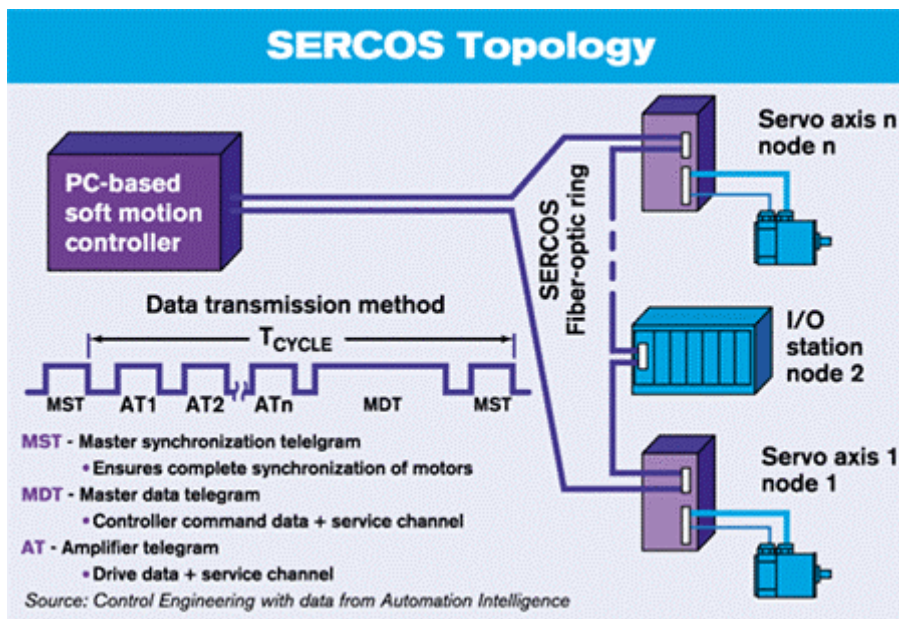 SERCOS Topology
PC-based
soft motion
controller
SERCOS
Fiber-optic ring
Servo axis n
node n
I/O
station
node 2
Servo axis 1
node 1
Data transmission method
TCYCLE
MST AT1 AT2 ATn MDT MST
MST - Master synchronization telelgram
• Ensures complete synchronization of motors
MDT - Master data telegram
• Controller command data + service channel
AT - Amplifier telegram
• Drive data + service channel
Source: Control Engineering with data from Automation Intelligence